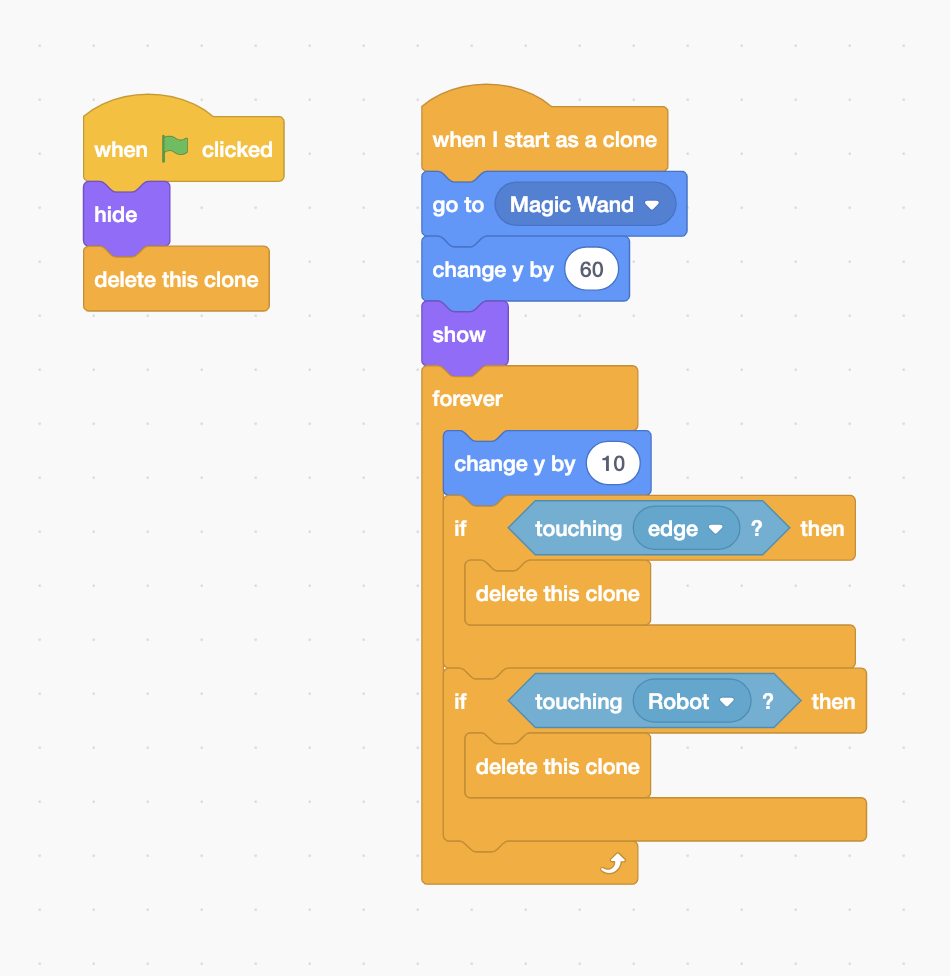 when clicked
hide
delete this clone
when I start as a clone
go to Magic Wand
change y by 60
show
forever
change y by 10
if touching edge ? then
delete this clone
if touching Robot ? then
delete this clone